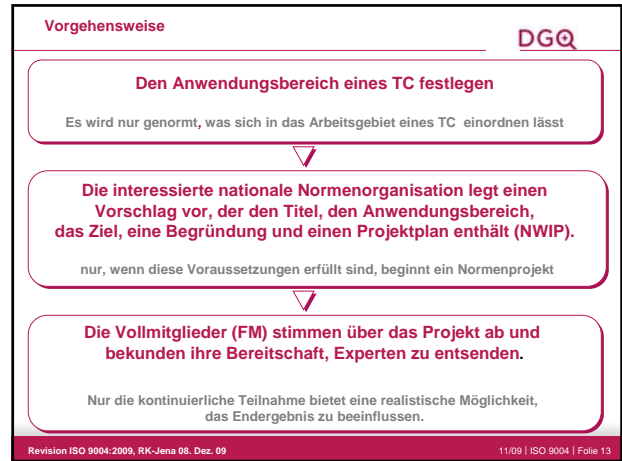 Vorgehensweise
DGQ
Den Anwendungsbereich eines TC festlegen
Es wird nur genormt, was sich in das Arbeitsgebiet eines TC einordnen lässt
Die interessierte nationale Normenorganisation legt einen
Vorschlag vor, der den Titel, den Anwendungsbereich,
das Ziel, eine Begründung und einen Projektplan enthält (NWIP).
nur, wenn diese Voraussetzungen erfüllt sind, beginnt ein Normenprojekt
Die Vollmitglieder (FM) stimmen über das Projekt ab und
bekunden ihre Bereitschaft, Experten zu entsenden.
Nur die kontinuierliche Teilnahme bietet eine realistische Möglichkeit,
das Endergebnis zu beeinflussen.
Revision ISO 9004:2009, RK-Jena 08. Dez. 09
11/09 | ISO 9004 | Folie 13